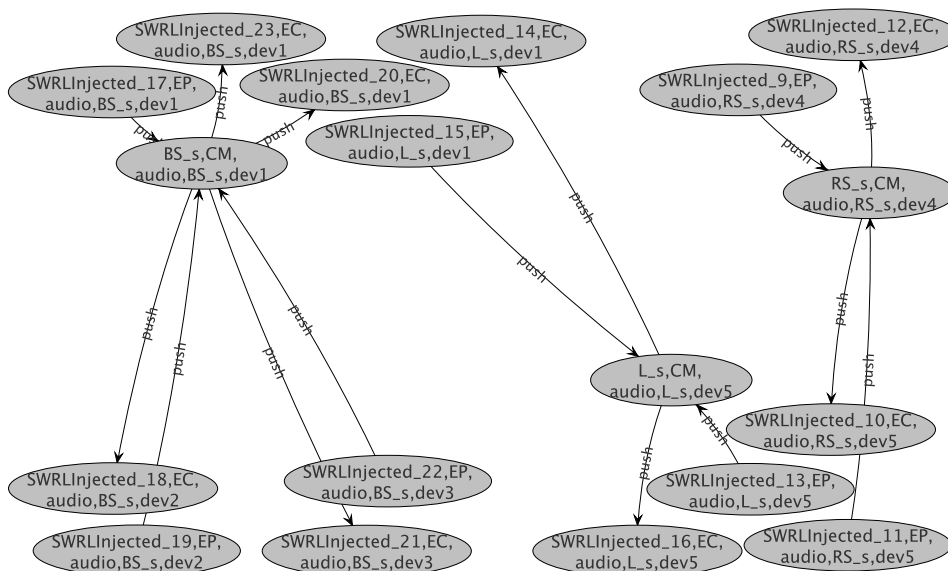 SWRLInjected_23,EC,
audio,BS_s,dev1
SWRLInjected_14,EC,
audio,L_s,dev1
SWRLInjected_12,EC,
audio,RS_s,dev4
SWRLInjected_17,EP,
audio,BS_s,dev1
SWRLInjected_20,EC,
audio,BS_s,dev1
SWRLInjected_9,EP,
audio,RS_s,dev4
push
push
push
push
SWRLInjected_15,EP,
audio,L_s,dev1
push
BS_s,CM,
audio,BS_s,dev1
RS_s,CM,
audio,RS_s,dev4
push
push
push
push
push
push
push
push
push
L_s,CM,
audio,L_s,dev5
SWRLInjected_10,EC,
audio,RS_s,dev5
push
push
SWRLInjected_18,EC,
audio,BS_s,dev2
SWRLInjected_22,EP,
audio,BS_s,dev3
SWRLInjected_13,EP,
audio,L_s,dev5
SWRLInjected_19,EP,
audio,BS_s,dev2
SWRLInjected_21,EC,
audio,BS_s,dev3
SWRLInjected_16,EC,
audio,L_s,dev5
SWRLInjected_11,EP,
audio,RS_s,dev5